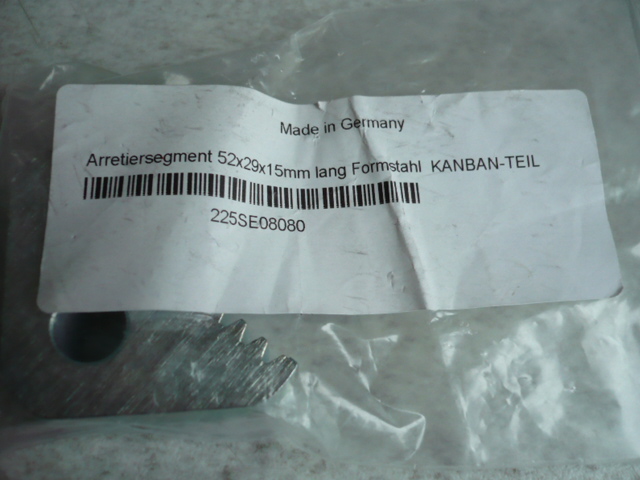 Made in Germany
Arretiersegment 52x29x15mm lang Formstahl KANBAN-TEIL
225SE08080